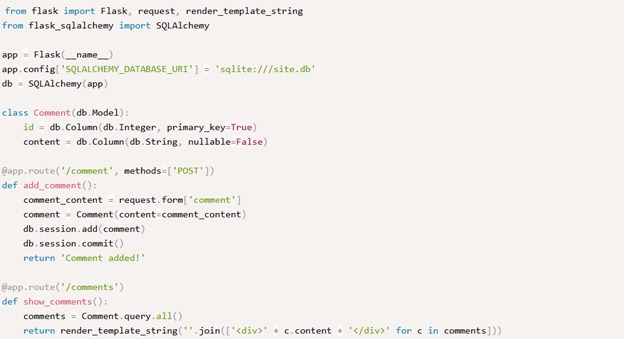 from flask import Flask, request, render_template_string
from flask_sqlalchemy import SQLAlchemy

app = Flask(__name__)
app.config['SQLALCHEMY_DATABASE_URI'] = 'sqlite:///site.db'
db = SQLAlchemy(app)

class Comment(db.Model):
    id = db.Column(db.Integer, primary_key=True)
    content = db.Column(db.String, nullable=False)

@app.route('/comment', methods=['POST'])
def add_comment():
    comment_content = request.form['comment']
    comment = Comment(content=comment_content)
    db.session.add(comment)
    db.session.commit()
    return 'Comment added!'

@app.route('/comments')
def show_comments():
    comments = Comment.query.all()
    return render_template_string(''.join(['<div>' + c.content + '</div>' for c in comments]))